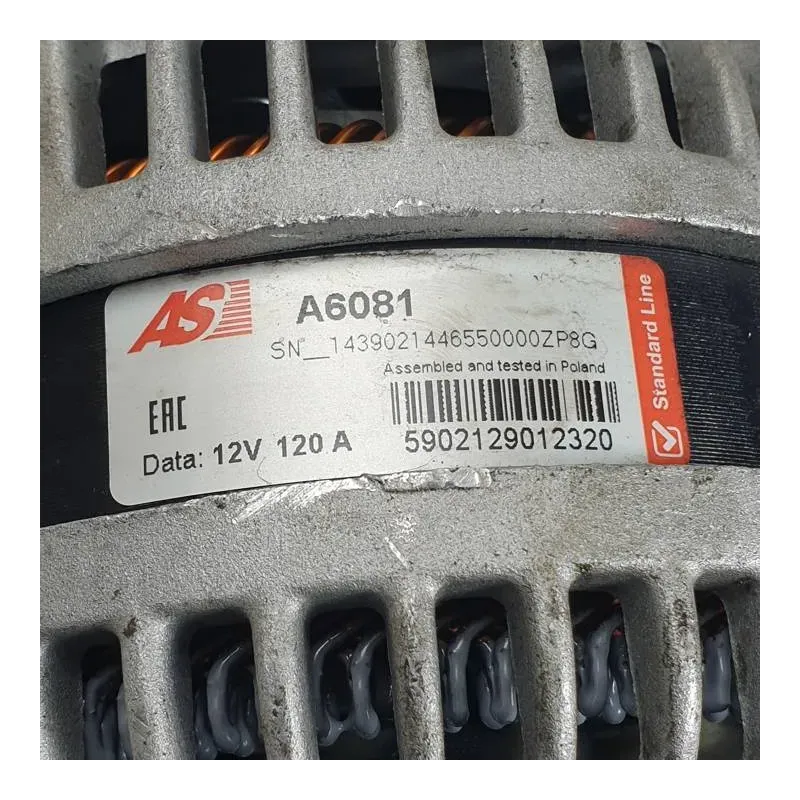 AS
A6081
SN__1439021446550000ZP8G
Assembled and tested in Poland
EAC
Data: 12V 120 A
5902129012320
Standard Line